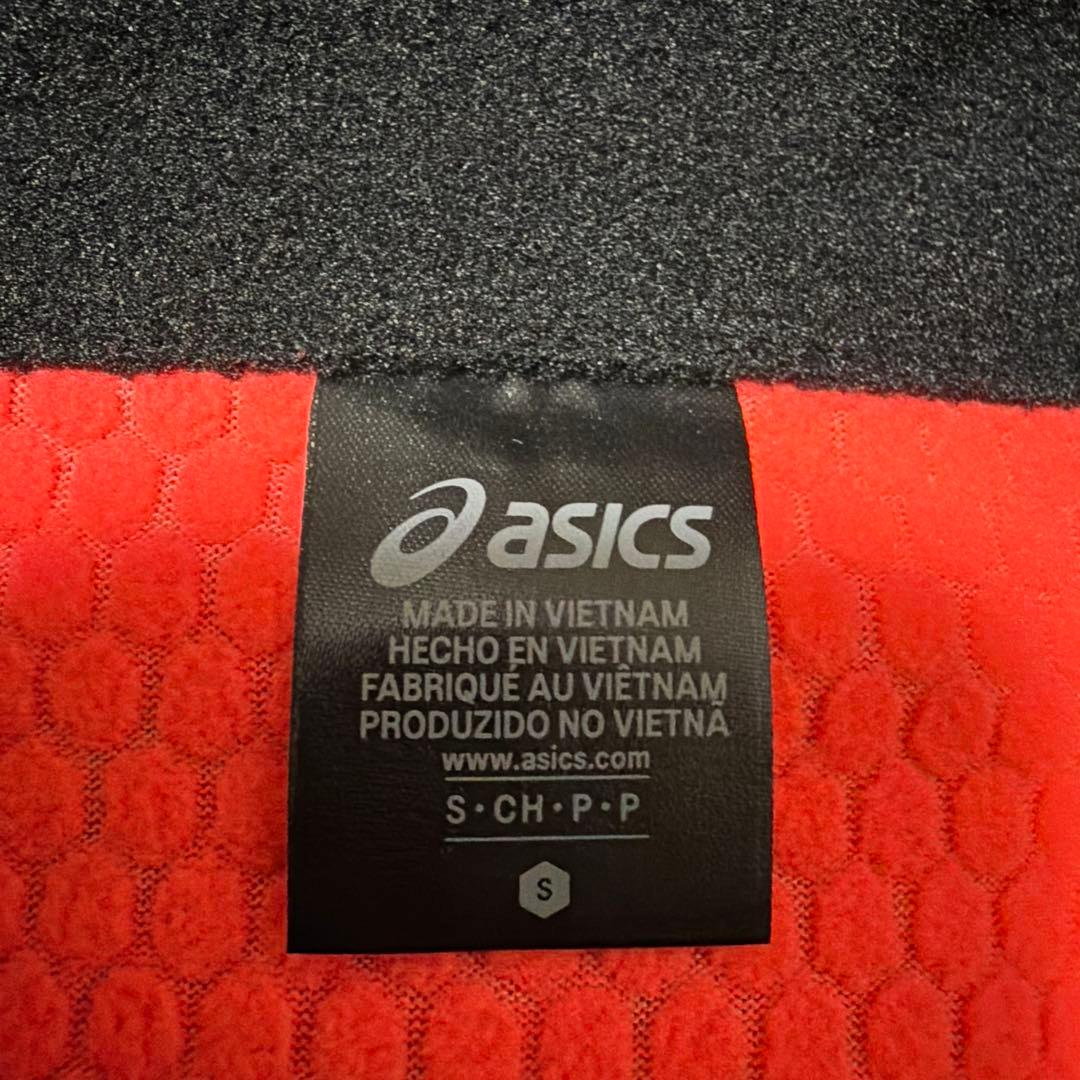 asics
MADE IN VIETNAM
HECHO EN VIETNAM
FABRIQUÉ AU VIÊTNAM
PRODUZIDO NO VIETNÃ
www.asics.com
S·CH·P·P
S